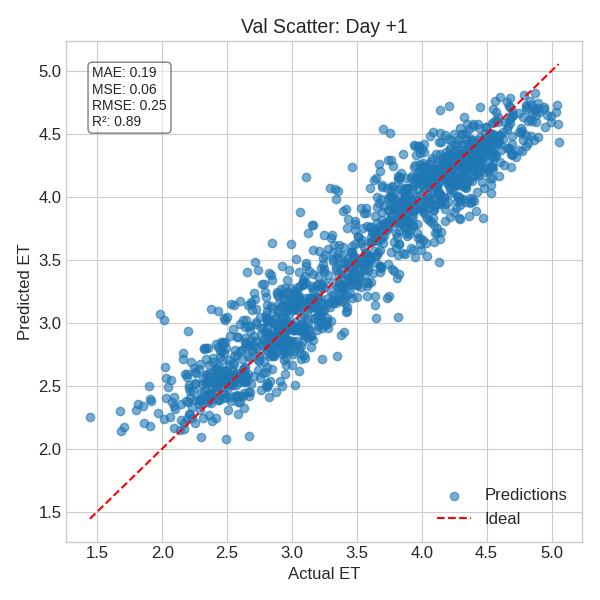 Val Scatter: Day +1
MAE: 0.19
MSE: 0.06
RMSE: 0.25
R²: 0.89
Predicted ET
5.0
4.5
4.0
3.5
3.0
2.5
2.0
1.5
Predictions
Ideal
1.5 2.0 2.5 3.0 3.5 4.0 4.5 5.0
Actual ET